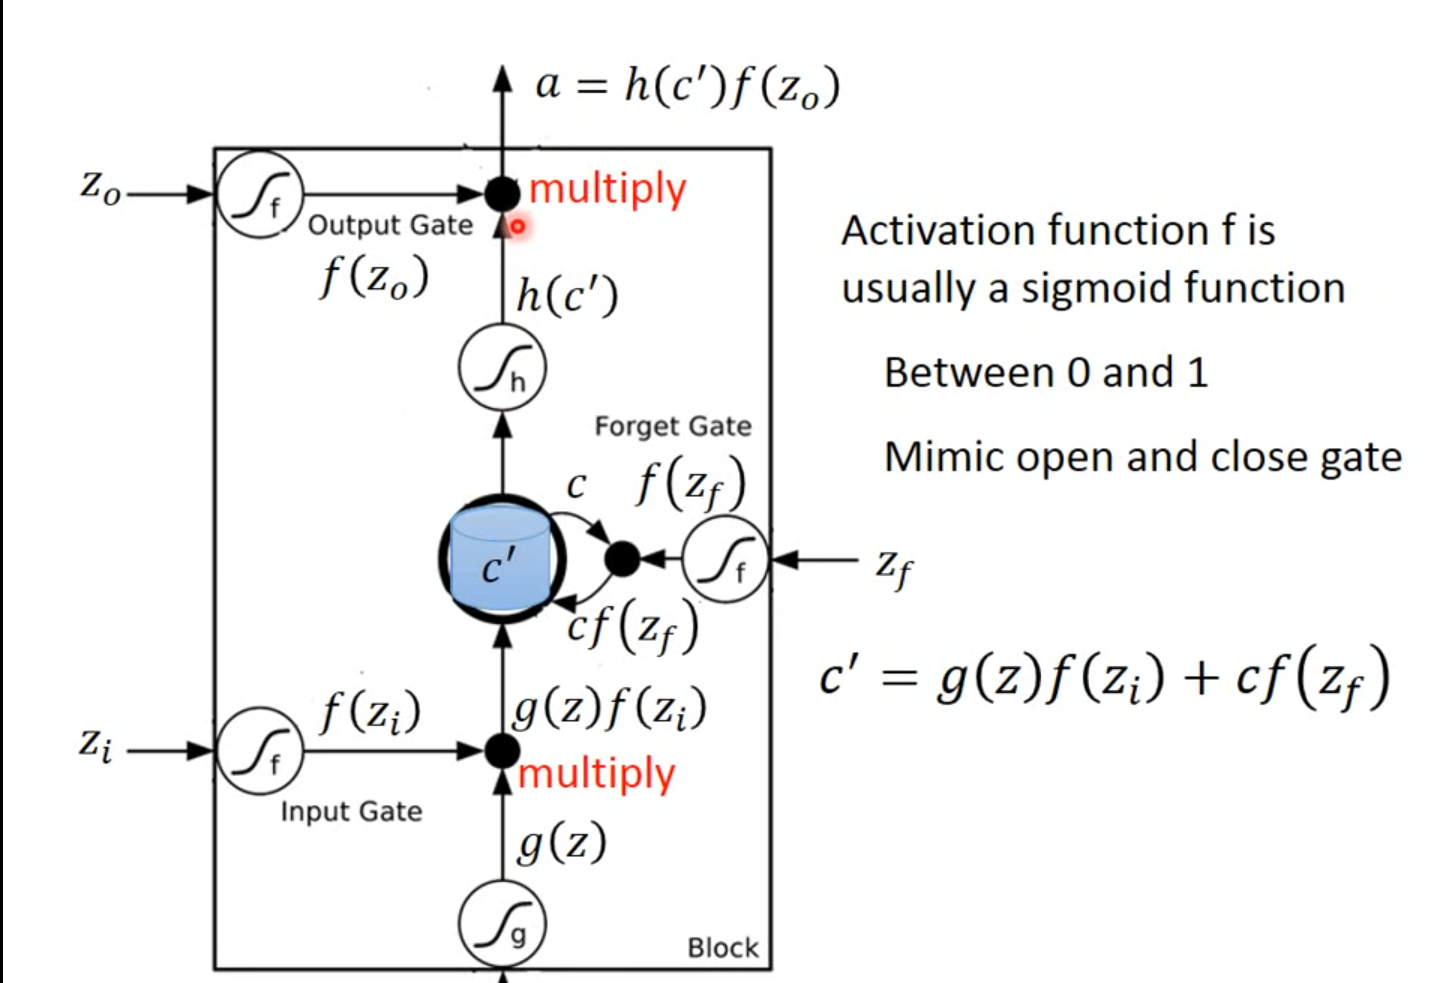 a = h(c′)f(z_o)
z_o
f
multiply
Output Gate
f(z_o)
h(c′)
h
Activation function f is
usually a sigmoid function
Between 0 and 1
Mimic open and close gate
Forget Gate
c
f(z_f)
c′
f
z_f
cf(z_f)
c′ = g(z)f(z_i) + cf(z_f)
f(z_i)
g(z)f(z_i)
z_i
f
multiply
Input Gate
g(z)
g
Block